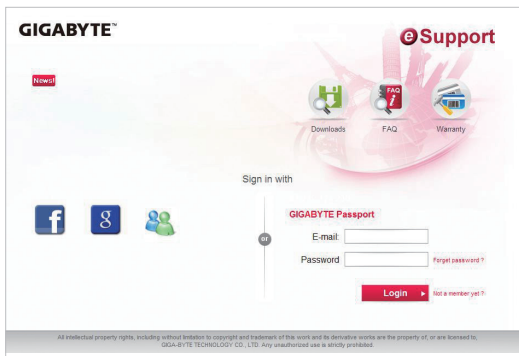 GIGABYTE™
eSupport
News!
FAQ
Downloads
FAQ
Warranty
Sign in with
f
g
or
GIGABYTE Passport
E-mail:
Password
Forget password ?
Login
Not a member yet ?
All intellectual property rights, including without limitation to copyright and trademark of this work and its derivative works are the property of, or are licensed to,
GIGA-BYTE TECHNOLOGY CO., LTD. Any unauthorized use is strictly prohibited.